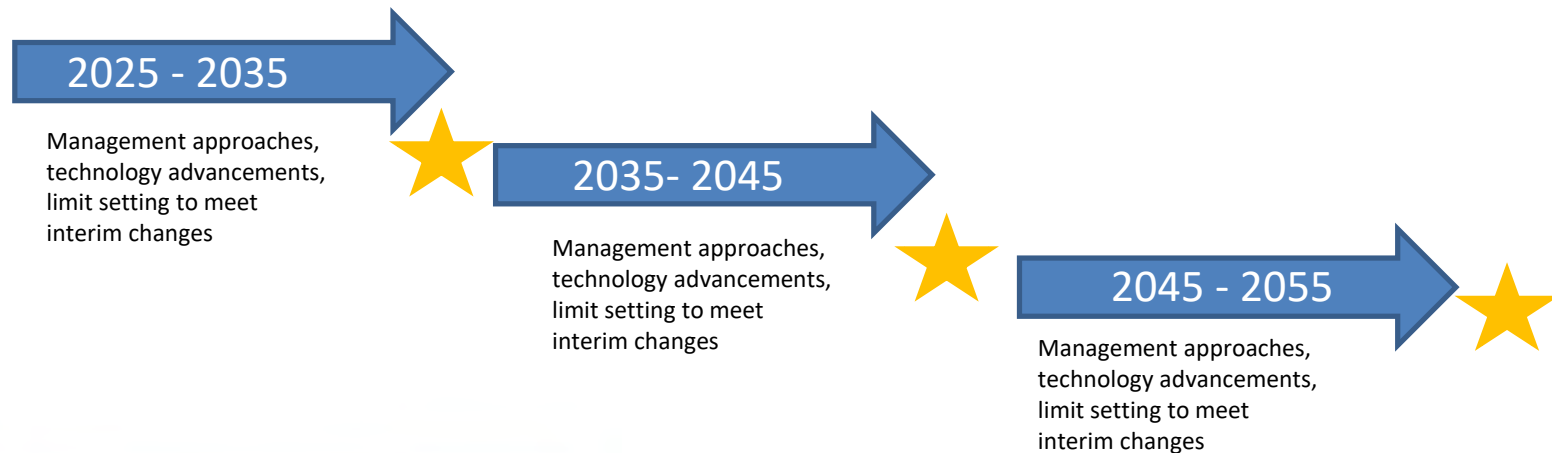 2025 - 2035
Management approaches,
technology advancements,
limit setting to meet
interim changes
2035- 2045
Management approaches,
technology advancements,
limit setting to meet
interim changes
2045 - 2055
Management approaches,
technology advancements,
limit setting to meet
interim changes